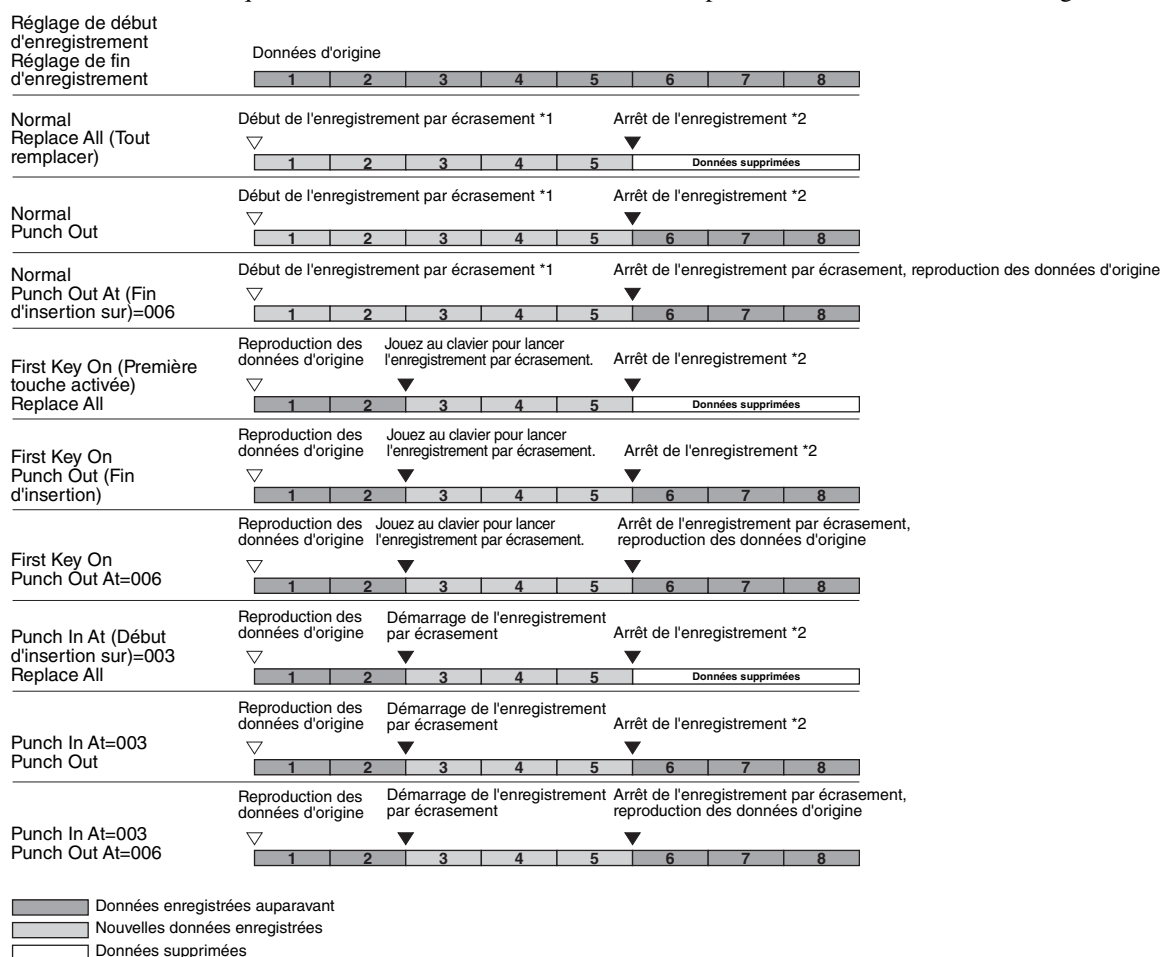 Réglage de début
d'enregistrement
Réglage de fin
d'enregistrement
Données d'origine
1 2 3 4 5 6 7 8
Normal
Replace All (Tout
remplacer)
Début de l'enregistrement par écrasement *1 Arrêt de l'enregistrement *2
1 2 3 4 5 Données supprimées
Normal
Punch Out
Début de l'enregistrement par écrasement *1 Arrêt de l'enregistrement *2
1 2 3 4 5 6 7 8
Normal
Punch Out At (Fin
d'insertion sur)=006
Début de l'enregistrement par écrasement *1 Arrêt de l'enregistrement par écrasement, reproduction des données d'origine
1 2 3 4 5 6 7 8
First Key On (Première
touche activée)
Replace All
Reproduction des
données d'origine
Jouez au clavier pour lancer
l'enregistrement par écrasement.
Arrêt de l'enregistrement *2
1 2 3 4 5 Données supprimées
First Key On
Punch Out (Fin
d'insertion)
Reproduction des
données d'origine
Jouez au clavier pour lancer
l'enregistrement par écrasement.
Arrêt de l'enregistrement *2
1 2 3 4 5 6 7 8
First Key On
Punch Out At=006
Reproduction des
données d'origine
Jouez au clavier pour lancer
l'enregistrement par écrasement.
Arrêt de l'enregistrement par écrasement,
reproduction des données d'origine
1 2 3 4 5 6 7 8
Punch In At (Début
d'insertion sur)=003
Replace All
Reproduction des
données d'origine
Démarrage de l'enregistrement
par écrasement
Arrêt de l'enregistrement *2
1 2 3 4 5 Données supprimées
Punch In At=003
Punch Out
Reproduction des
données d'origine
Démarrage de l'enregistrement
par écrasement
Arrêt de l'enregistrement *2
1 2 3 4 5 6 7 8
Punch In At=003
Punch Out At=006
Reproduction des
données d'origine
Démarrage de l'enregistrement
par écrasement
Arrêt de l'enregistrement par écrasement,
reproduction des données d'origine
1 2 3 4 5 6 7 8
Données enregistrées auparavant
Nouvelles données enregistrées
Données supprimées